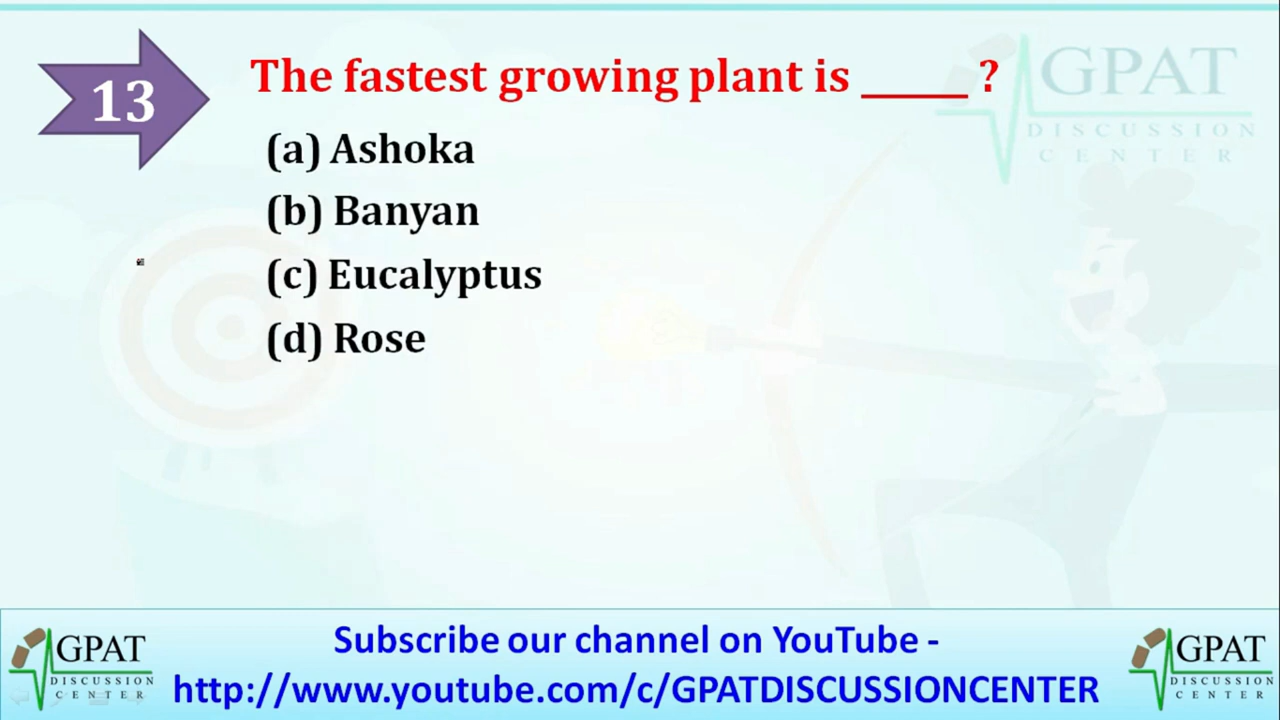 13
The fastest growing plant is _____ ?
(a) Ashoka
(b) Banyan
(c) Eucalyptus
(d) Rose
GPAT
DISCUSSION
CENTER
Subscribe our channel on YouTube -
http://www.youtube.com/c/GPATDISCUSSIONCENTER
GPAT
DISCUSSION
CENTER
GPAT
DISCUSSION
CENTER